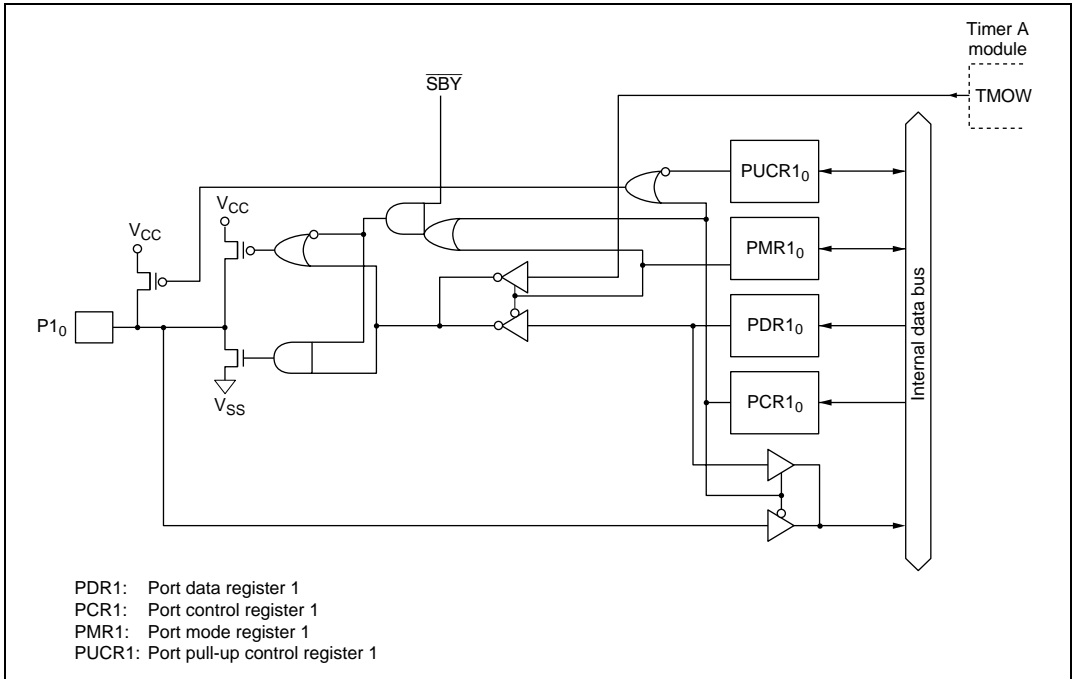 Timer A
module
SBY
TMOW
PUCR1₀
VCC
VCC
PMR1₀
P1₀
PDR1₀
Internal data bus
VSS
PCR1₀
PDR1: Port data register 1
PCR1: Port control register 1
PMR1: Port mode register 1
PUCR1: Port pull-up control register 1